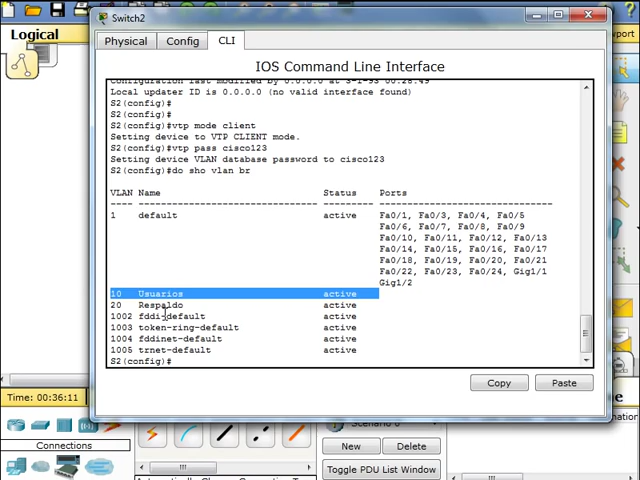 Switch2
Logical
Physical
Config
CLI
IOS Command Line Interface
Local updater ID is 0.0.0.0 (no valid interface found)
S2(config)#
S2(config)#
S2(config)#vtp mode client
Setting device to VTP CLIENT mode.
S2(config)#vtp pass cisco123
Setting device VLAN database password to cisco123
S2(config)#do sho vlan br
VLAN Name Status Ports
---- -------------------------------- --------- -------------------------------
1 default active Fa0/1, Fa0/3, Fa0/4, Fa0/5
Fa0/6, Fa0/7, Fa0/8, Fa0/9
Fa0/10, Fa0/11, Fa0/12, Fa0/13
Fa0/14, Fa0/15, Fa0/16, Fa0/17
Fa0/18, Fa0/19, Fa0/20, Fa0/21
Fa0/22, Fa0/23, Fa0/24, Gig1/1
Gig1/2
10 Usuarios active
20 Respaldo active
1002 fddi-default active
1003 token-ring-default active
1004 fddinet-default active
1005 trnet-default active
S2(config)#
Copy
Paste
Time: 00:36:11
Connections
New
Delete
Toggle PDU List Window